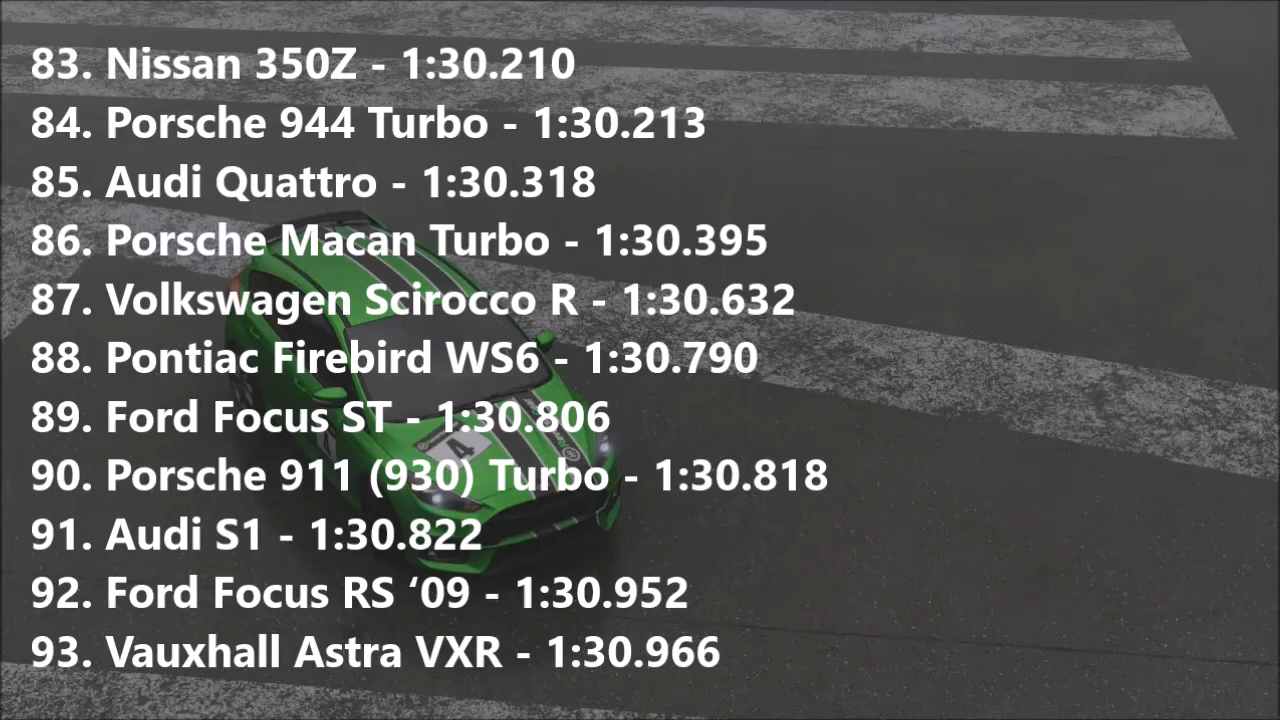 83. Nissan 350Z - 1:30.210
84. Porsche 944 Turbo - 1:30.213
85. Audi Quattro - 1:30.318
86. Porsche Macan Turbo - 1:30.395
87. Volkswagen Scirocco R - 1:30.632
88. Pontiac Firebird WS6 - 1:30.790
89. Ford Focus ST - 1:30.806
90. Porsche 911 (930) Turbo - 1:30.818
91. Audi S1 - 1:30.822
92. Ford Focus RS ‘09 - 1:30.952
93. Vauxhall Astra VXR - 1:30.966
4